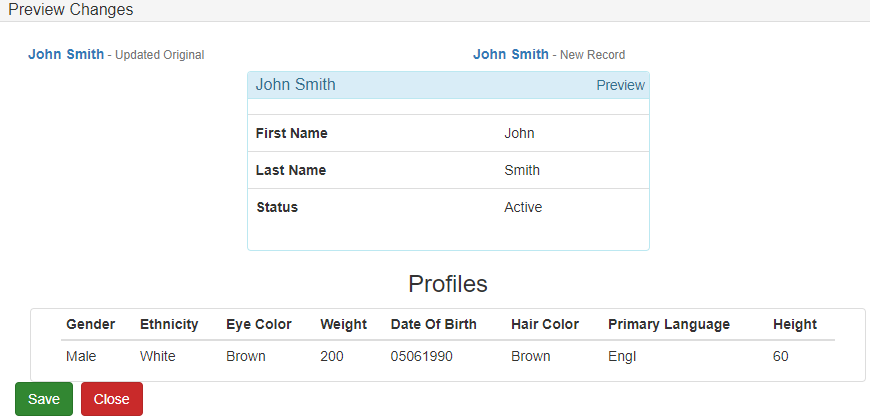 Preview Changes
John Smith - Updated Original John Smith - New Record
John Smith Preview
First Name John
Last Name Smith
Status Active
Profiles
Gender Ethnicity Eye Color Weight Date Of Birth Hair Color Primary Language Height
Male White Brown 200 05061990 Brown Engl 60
Save Close